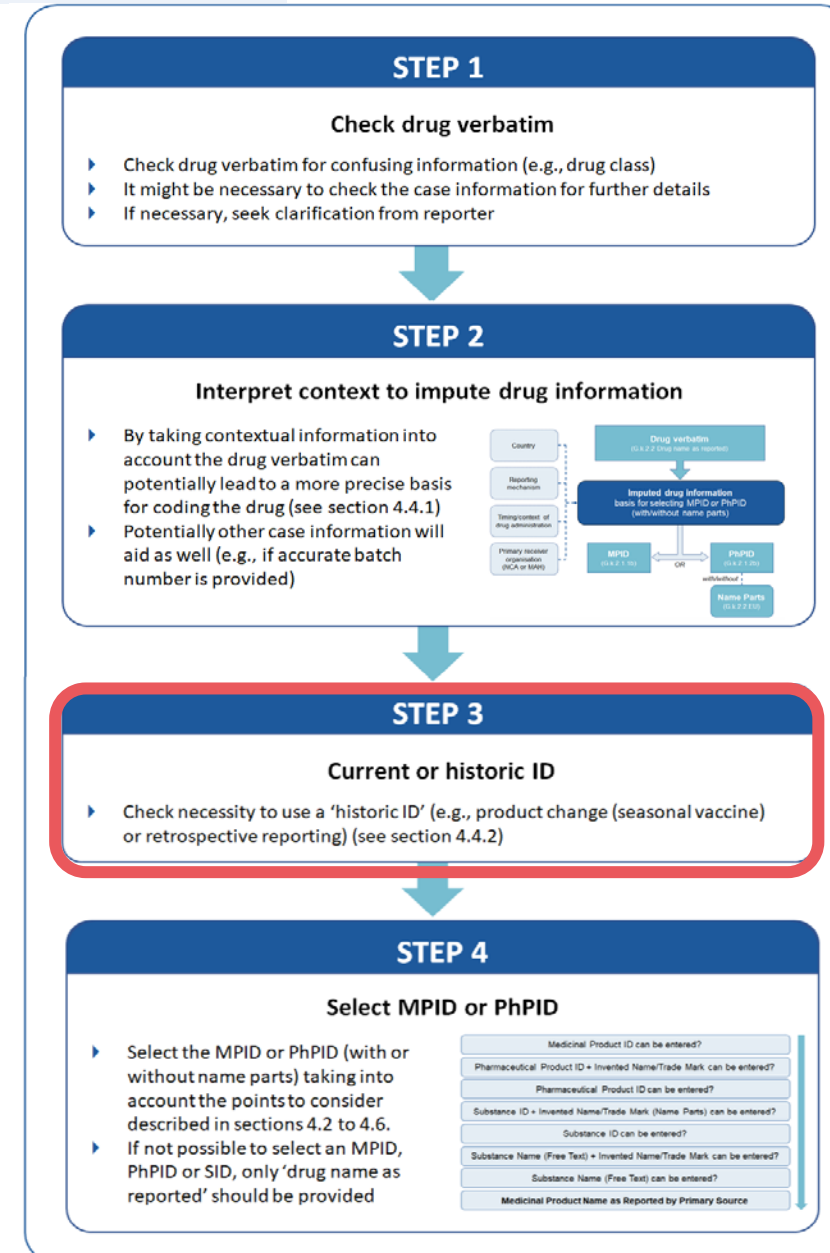 STEP 1
Check drug verbatim
Check drug verbatim for confusing information (e.g., drug class)
It might be necessary to check the case information for further details
If necessary, seek clarification from reporter
STEP 2
Interpret context to impute drug information
By taking contextual information into
account the drug verbatim can
potentially lead to a more precise basis
for coding the drug (see section 4.4.1)
Potentially other case information will
aid as well (e.g., if accurate batch
number is provided)
Country
Reporting
mechanism
Timing/context of
drug administration
Primary receiver
organisation
(NCA or MAH)
Drug verbatim
(G.k.2.2 Drug name as reported)
Imputed drug information
basis for selecting MPID or PhPID
(with/without name parts)
MPID
OR
PhPID
with/without
Name Parts
STEP 3
Current or historic ID
Check necessity to use a ‘historic ID’ (e.g., product change (seasonal vaccine)
or retrospective reporting) (see section 4.4.2)
STEP 4
Select MPID or PhPID
Select the MPID or PhPID (with or
without name parts) taking into
account the points to consider
described in sections 4.2 to 4.6.
If not possible to select an MPID,
PhPID or SID, only ‘drug name as
reported’ should be provided
Medicinal Product ID can be entered?
Pharmaceutical Product ID + Invented Name/Trade Mark can be entered?
Pharmaceutical Product ID can be entered?
Substance ID + Invented Name/Trade Mark (Name Parts) can be entered?
Substance ID can be entered?
Substance Name (Free Text) + Invented Name/Trade Mark can be entered?
Substance Name (Free Text) can be entered?
Medicinal Product Name as Reported by Primary Source